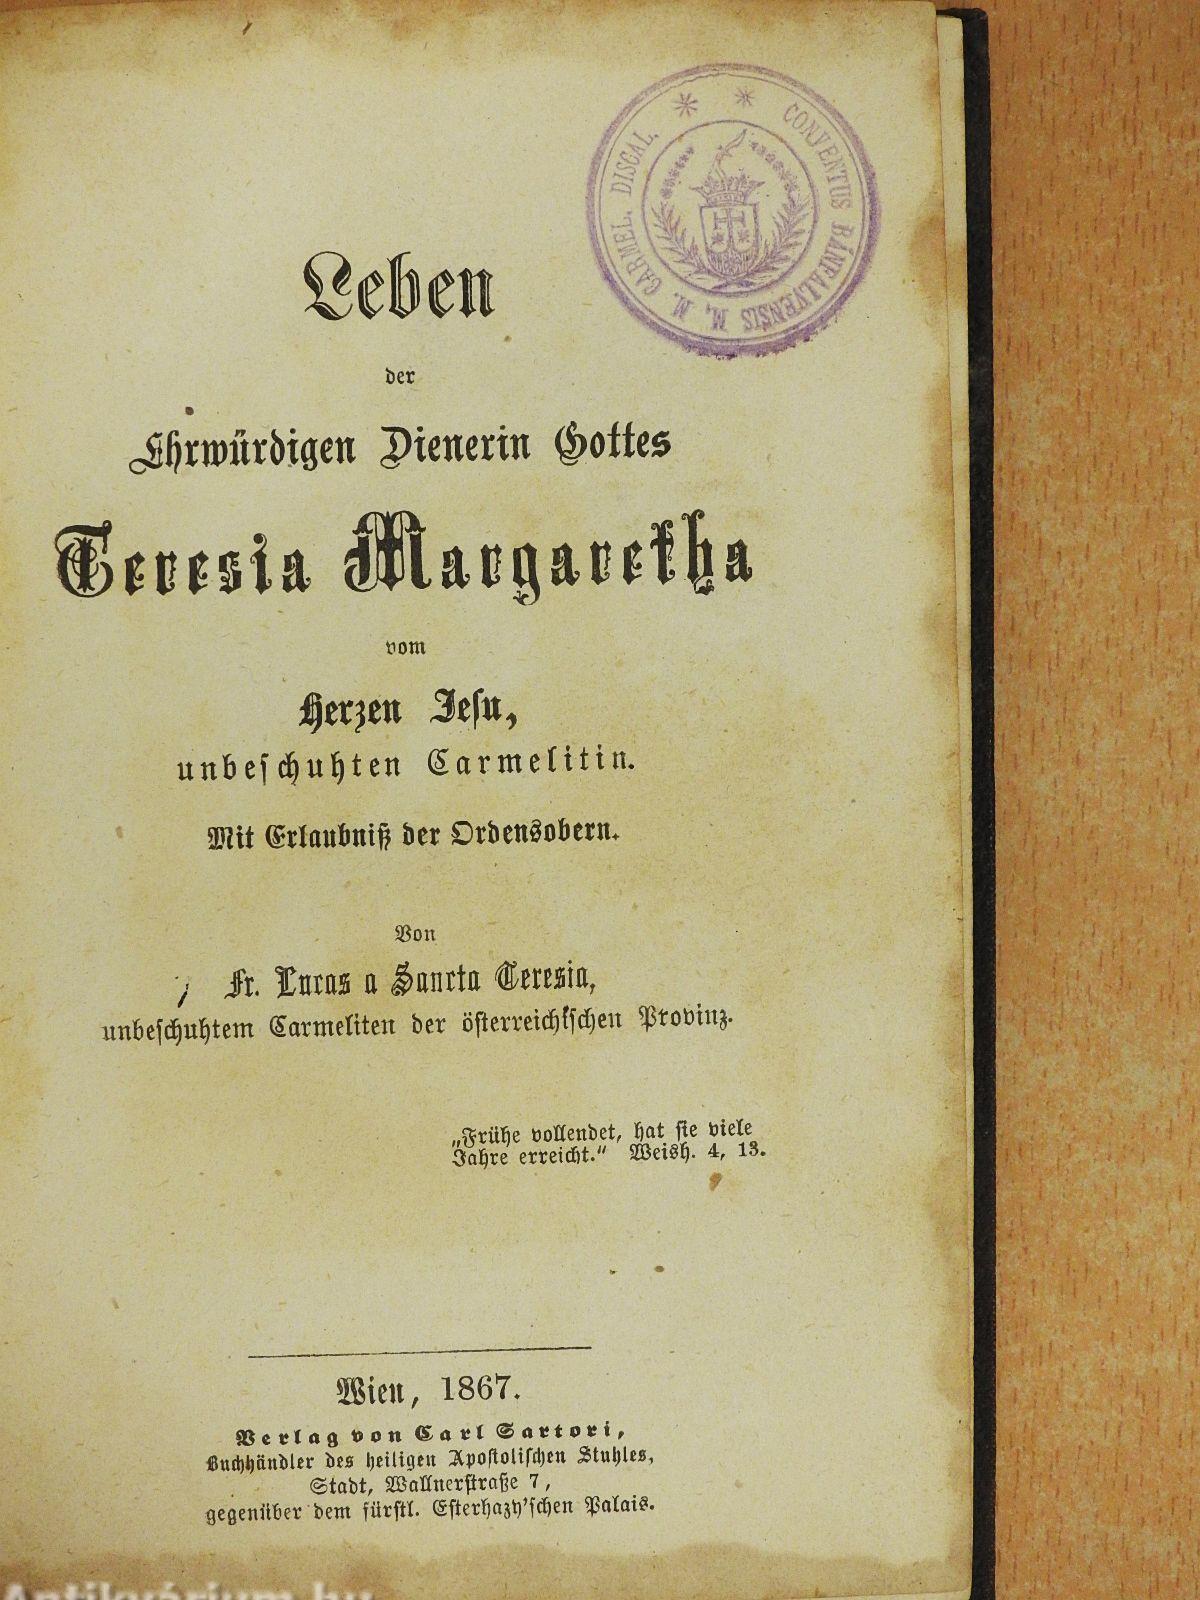 CONVENTUS BÁNFALVENSIS M. M. CARMEL. DISCAL.
Leben
der
Ehrwürdigen Dienerin Gottes
Teresia Margaretha
vom
Herzen Jesu,
unbeschuhten Carmelitin.
Mit Erlaubniß der Ordensobern.
Von
Fr. Lucas a Sancta Teresia,
unbeschuhtem Carmeliten der österreichischen Provinz.
„Frühe vollendet, hat sie viele
Jahre erreicht.“ Weish. 4, 13.
Wien, 1867.
Verlag von Carl Sartori,
Buchhändler des heiligen Apostolischen Stuhles,
Stadt, Wallnerstraße 7,
gegenüber dem fürstl. Esterhazy'schen Palais.
Antikvárium.hu